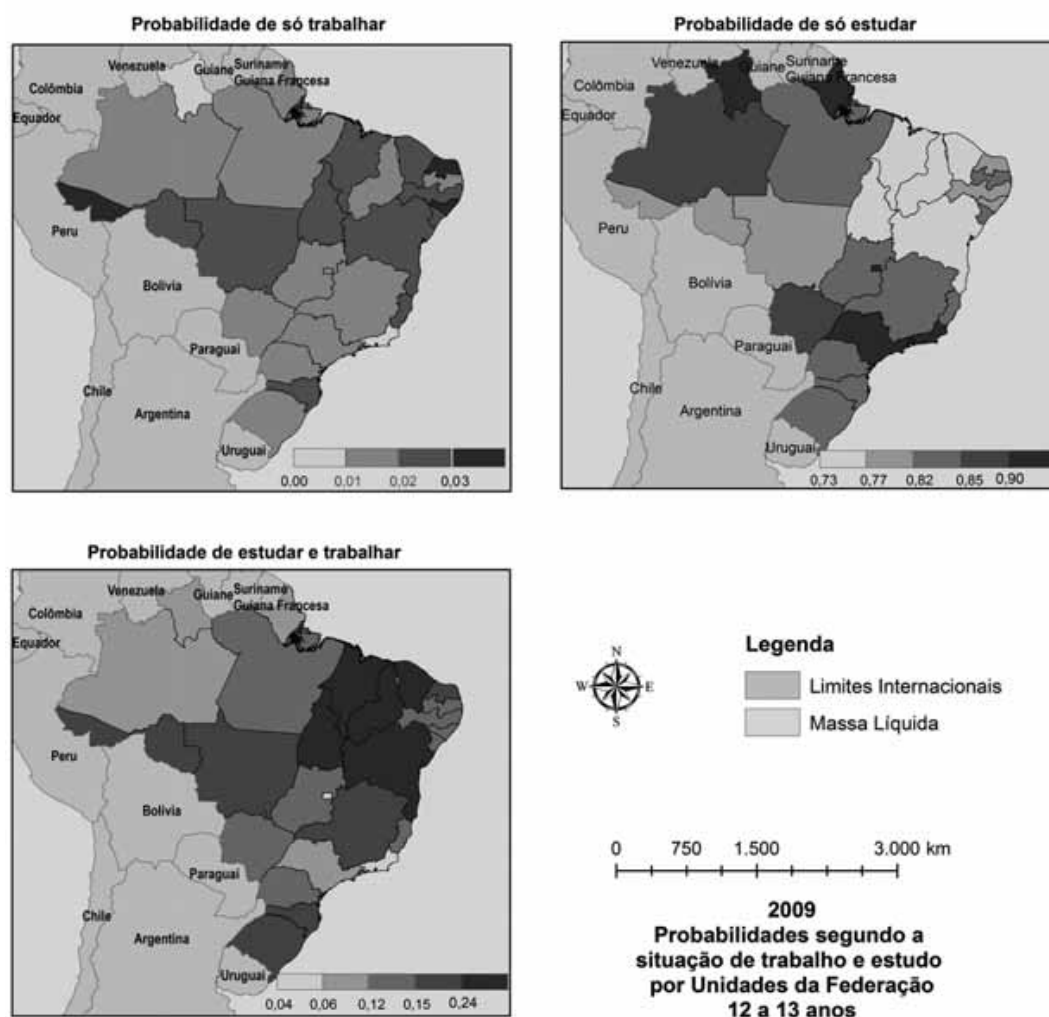 Probabilidade de só trabalhar
Venezuela
Guiane
Suriname
Guiana Francesa
Colômbia
Equador
Peru
Bolívia
Paraguai
Chile
Argentina
Uruguai
0,00 0,01 0,02 0,03
Probabilidade de só estudar
Venezuela
Guiane
Suriname
Guiana Francesa
Colômbia
Equador
Peru
Bolívia
Paraguai
Chile
Argentina
Uruguai
0,73 0,77 0,82 0,85 0,90
Probabilidade de estudar e trabalhar
Venezuela
Guiane
Suriname
Guiana Francesa
Colômbia
Equador
Peru
Bolívia
Paraguai
Chile
Argentina
Uruguai
0,04 0,06 0,12 0,15 0,24
N
W E
S
Legenda
Limites Internacionais
Massa Líquida
0 750 1.500 3.000 km
2009
Probabilidades segundo a
situação de trabalho e estudo
por Unidades da Federação
12 a 13 anos